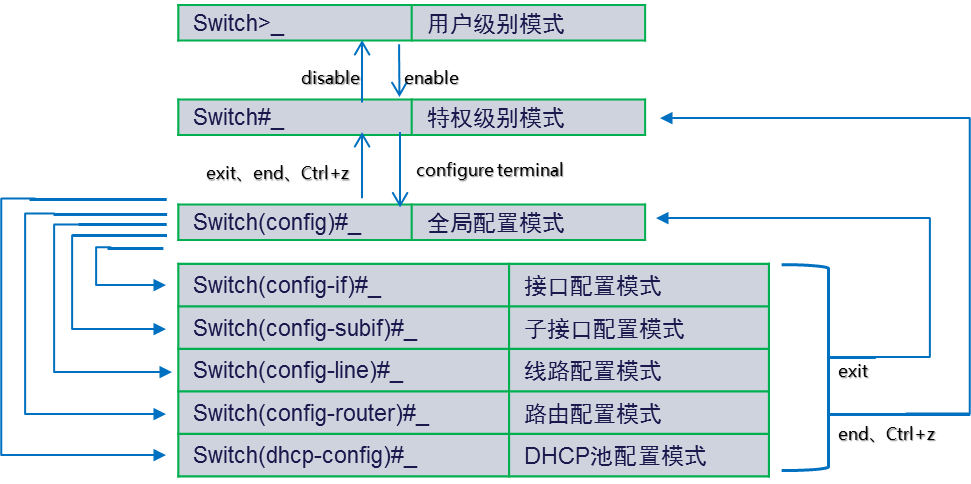 Switch>_ 用户级别模式
disable enable
Switch#_ 特权级别模式
exit、end、Ctrl+z configure terminal
Switch(config)#_ 全局配置模式
Switch(config-if)#_ 接口配置模式
Switch(config-subif)#_ 子接口配置模式
Switch(config-line)#_ 线路配置模式
exit
Switch(config-router)#_ 路由配置模式
end、Ctrl+z
Switch(dhcp-config)#_ DHCP池配置模式